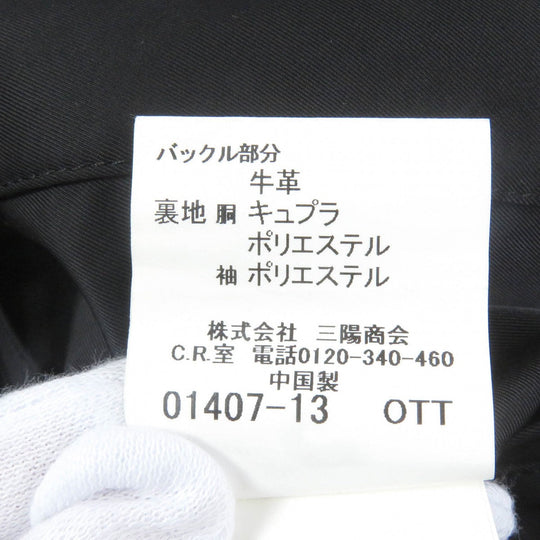 バックル部分
牛革
裏地 胴 キュプラ
ポリエステル
袖 ポリエステル
株式会社 三陽商会
C.R.室 電話0120-340-460
中国製
01407-13 OTT